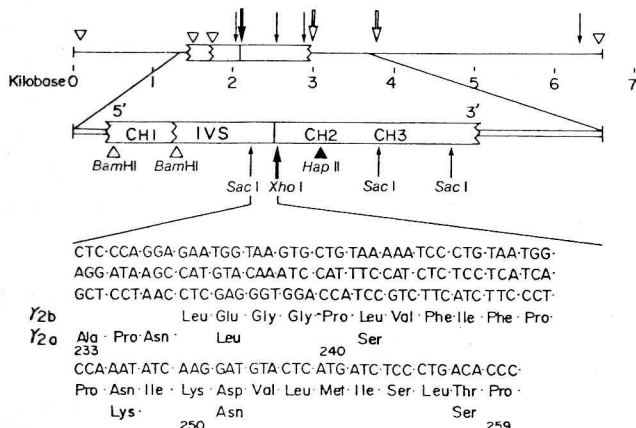 Kilobase 0 1 2 3 4 5 6 7
5' 3'
CH1 IVS CH2 CH3
BamHI BamHI Hap II
Sac I Xho I Sac I Sac I
CTC·CCA·GGA·GAA·TGG·TAA·GTG·CTG·TAA·AAA·TCC·CTG·TAA·TGG·
AGG·ATA·AGC·CAT·GTA·CAA·ATC·CAT·TTC·CAT·CTC·TCC·TCA·TCA·
GCT·CCT·AAC·CTC·GAG·GGT·GGA·CCA·TCC·GTC·TTC·ATC·TTC·CCT·
γ2b Leu·Glu·Gly·Gly·Pro·Leu·Val·Phe·Ile·Phe·Pro·
γ2a Ala·Pro·Asn· Leu Ser
233 240
CCA·AAT·ATC·AAG·GAT·GTA·CTC·ATG·ATC·TCC·CTG·ACA·CCC·
Pro·Asn·Ile·Lys·Asp·Val·Leu·Met·Ile·Ser·Leu·Thr·Pro·
Lys· Asn Ser
250 259